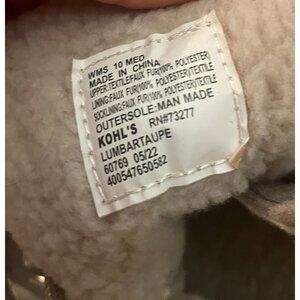 WMS 10 MED
MADE IN CHINA
UPPER:TEXTILE/FAUX FUR(100% POLYESTER)
LINING:FAUX FUR(100% POLYESTER)/TEXTILE
SOCKLINING:FAUX FUR(100% POLYESTER)/TEXTILE
OUTERSOLE:MAN MADE
KOHL'S RN#73277
LUMBARTAUPE
60769 05/22
400547650582